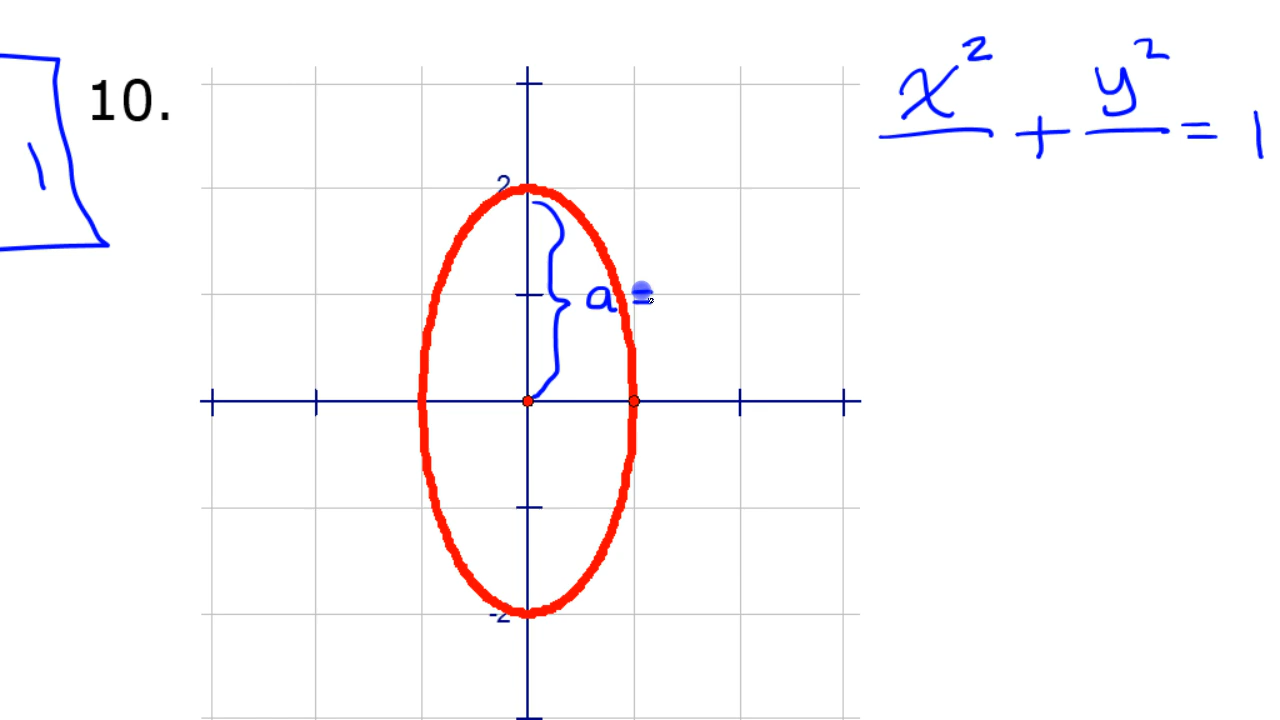 1
10.
x² + y² = 1
2
a =
-2